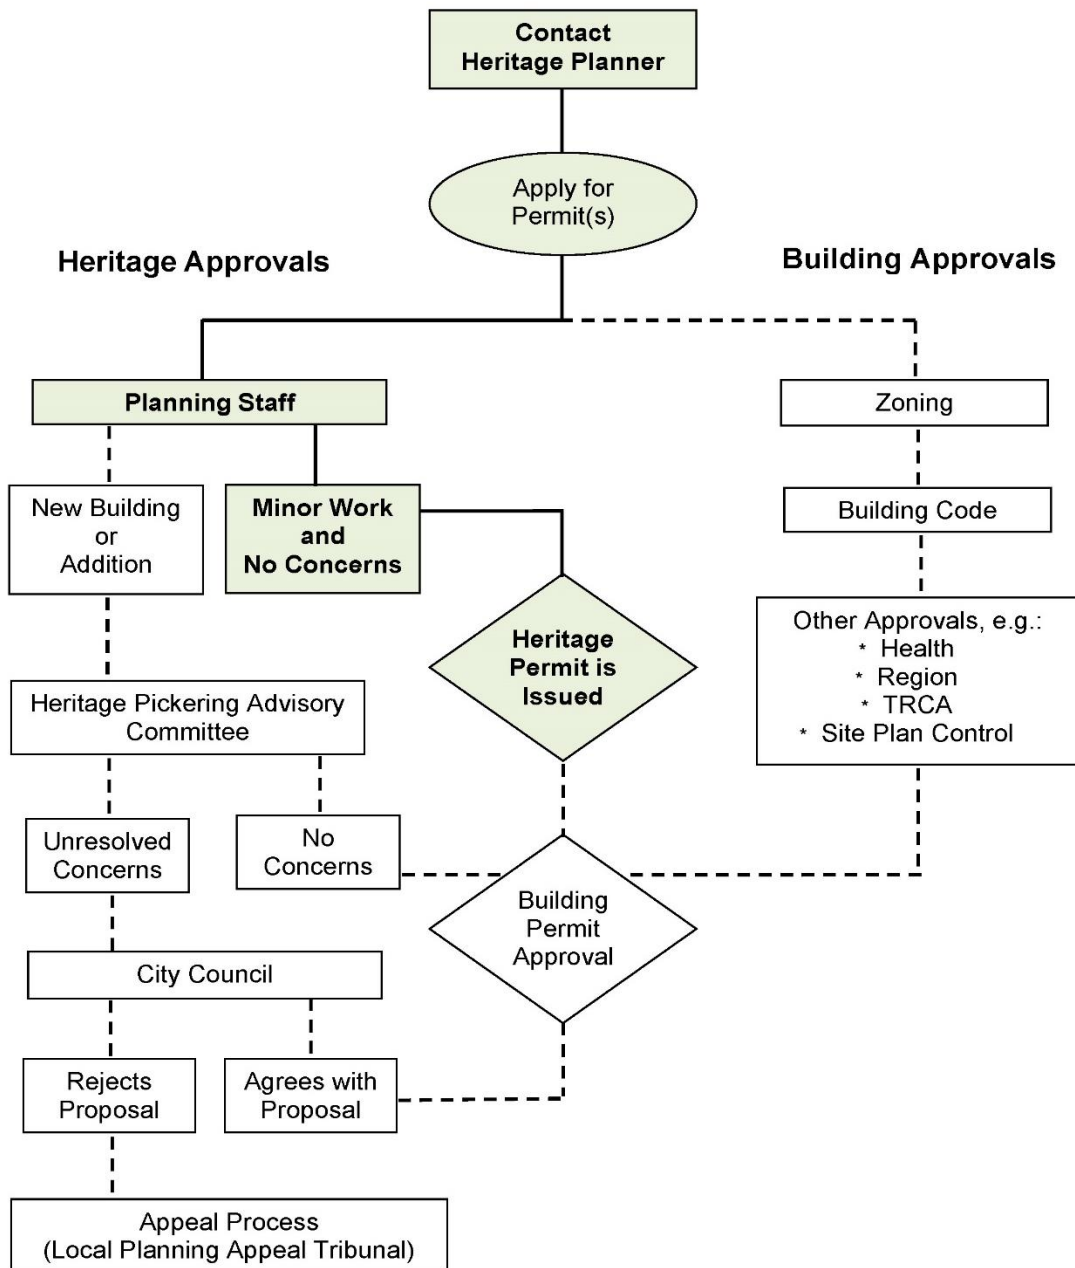 Contact
Heritage Planner
Apply for
Permit(s)
Heritage Approvals
Building Approvals
Planning Staff
Zoning
New Building
or
Addition
Minor Work
and
No Concerns
Building Code
Heritage
Permit is
Issued
Other Approvals, e.g.:
* Health
* Region
* TRCA
* Site Plan Control
Heritage Pickering Advisory
Committee
Unresolved
Concerns
No
Concerns
Building
Permit
Approval
City Council
Rejects
Proposal
Agrees with
Proposal
Appeal Process
(Local Planning Appeal Tribunal)